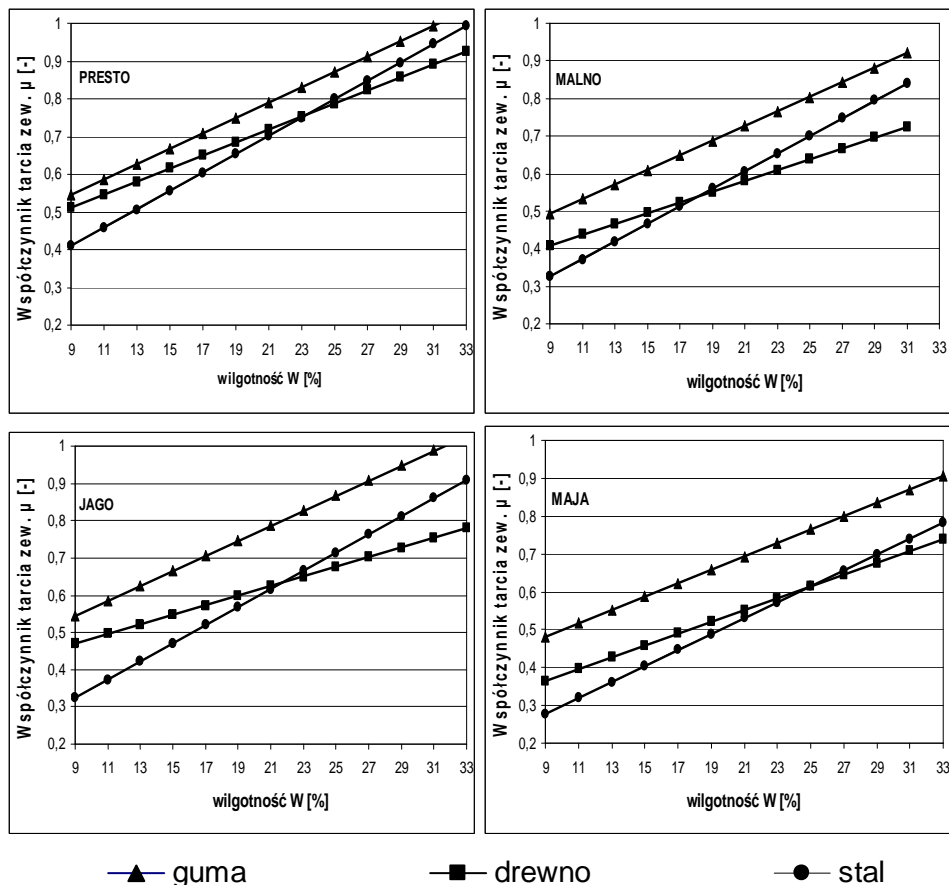 PRESTO
Współczynnik tarcia zew. µ [-]
1
0,9
0,8
0,7
0,6
0,5
0,4
0,3
0,2
9 11 13 15 17 19 21 23 25 27 29 31 33
wilgotność W [%]
MALNO
Współczynnik tarcia zew. µ [-]
1
0,9
0,8
0,7
0,6
0,5
0,4
0,3
0,2
9 11 13 15 17 19 21 23 25 27 29 31 33
wilgotność W [%]
JAGO
Współczynnik tarcia zew. µ [-]
1
0,9
0,8
0,7
0,6
0,5
0,4
0,3
0,2
9 11 13 15 17 19 21 23 25 27 29 31 33
wilgotność W [%]
MAJA
Współczynnik tarcia zew. µ [-]
1
0,9
0,8
0,7
0,6
0,5
0,4
0,3
0,2
9 11 13 15 17 19 21 23 25 27 29 31 33
wilgotność W [%]
guma drewno stal